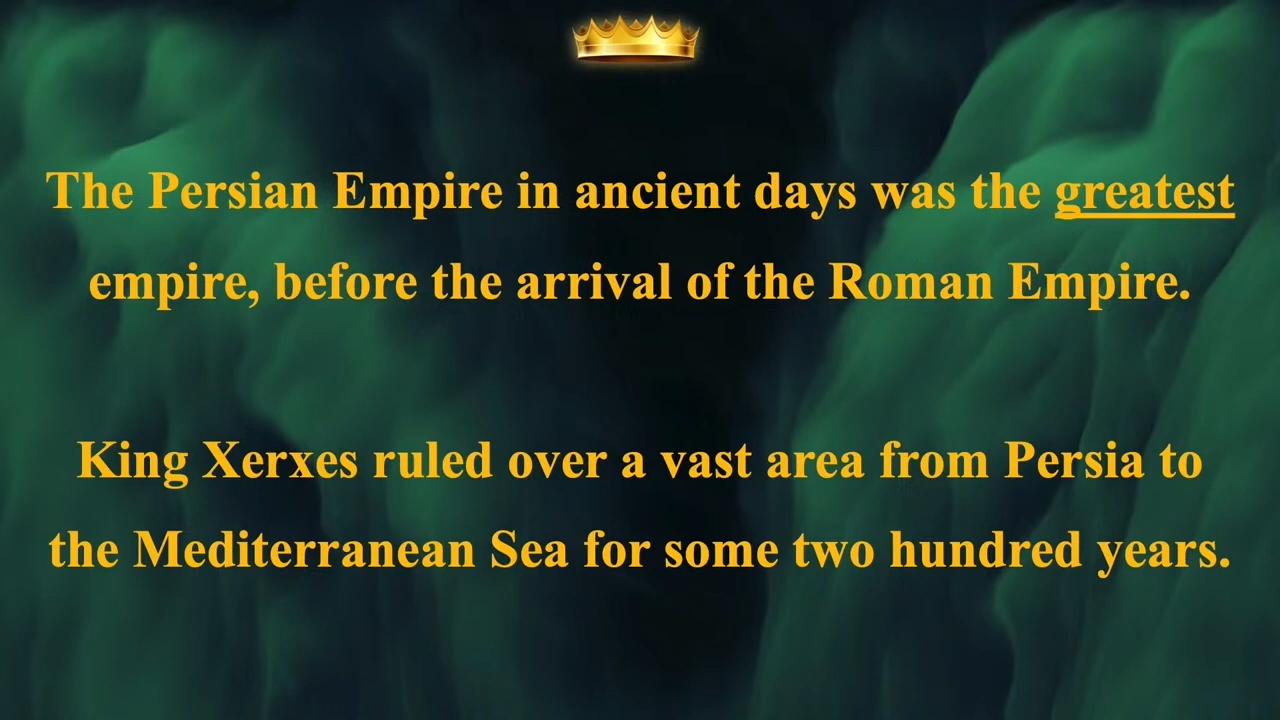 The Persian Empire in ancient days was the greatest
empire, before the arrival of the Roman Empire.
King Xerxes ruled over a vast area from Persia to
the Mediterranean Sea for some two hundred years.